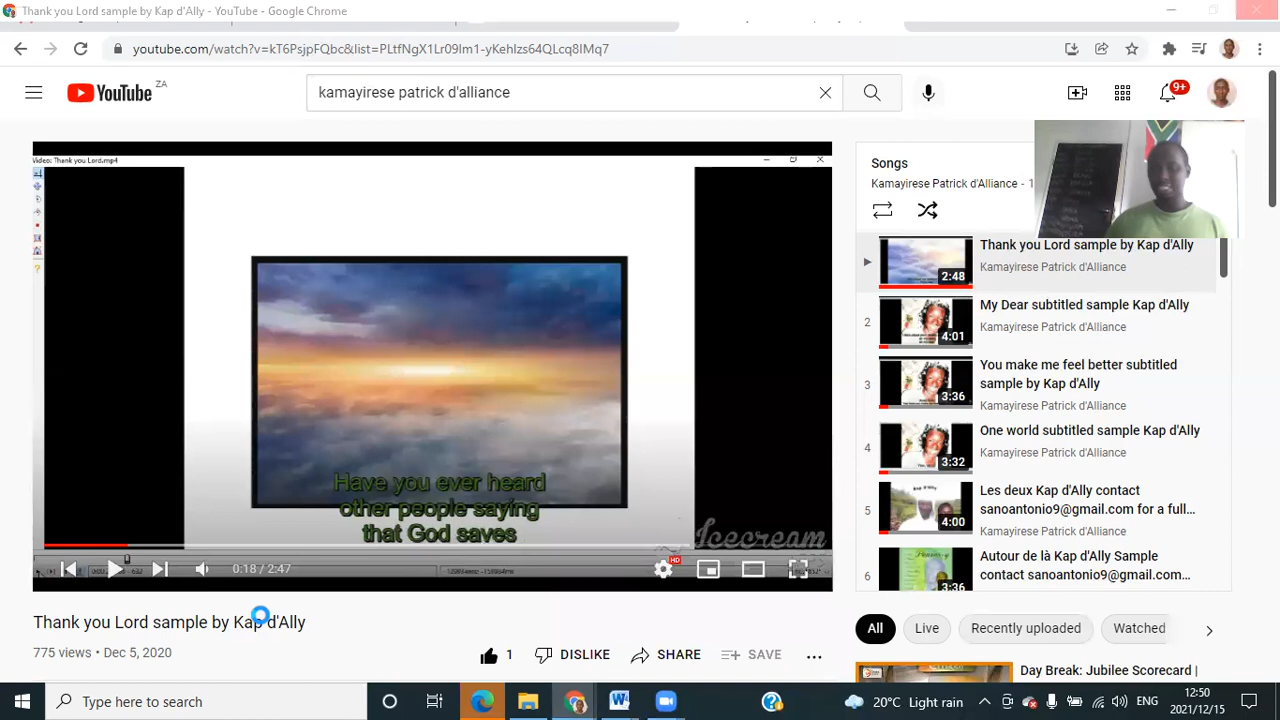 Thank you Lord sample by Kap d'Ally - YouTube - Google Chrome
youtube.com/watch?v=kT6PsjpFQbc&list=PLtfNgX1Lr09Im1-yKehIzs64QLcq8IMq7
YouTube ZA
kamayirese patrick d'alliance
9+
Video: Thank you Lord.mp4
Have you ever heard
other people saying
that God saves
Icecream
0:18 / 2:47
HD
Thank you Lord sample by Kap d'Ally
775 views • Dec 5, 2020
1
DISLIKE
SHARE
SAVE
Songs
Kamayirese Patrick d'Alliance - 1
2:48
Thank you Lord sample by Kap d'Ally
Kamayirese Patrick d'Alliance
2
4:01
My Dear subtitled sample Kap d'Ally
Kamayirese Patrick d'Alliance
3
3:36
You make me feel better subtitled
sample by Kap d'Ally
Kamayirese Patrick d'Alliance
4
3:32
One world subtitled sample Kap d'Ally
Kamayirese Patrick d'Alliance
5
4:00
Les deux Kap d'Ally contact
sanoantonio9@gmail.com for a full...
Kamayirese Patrick d'Alliance
6
3:36
Autour de là Kap d'Ally Sample
contact sanoantonio9@gmail.com...
All
Live
Recently uploaded
Watched
Day Break: Jubilee Scorecard |
Type here to search
20°C Light rain
ENG
12:50
2021/12/15